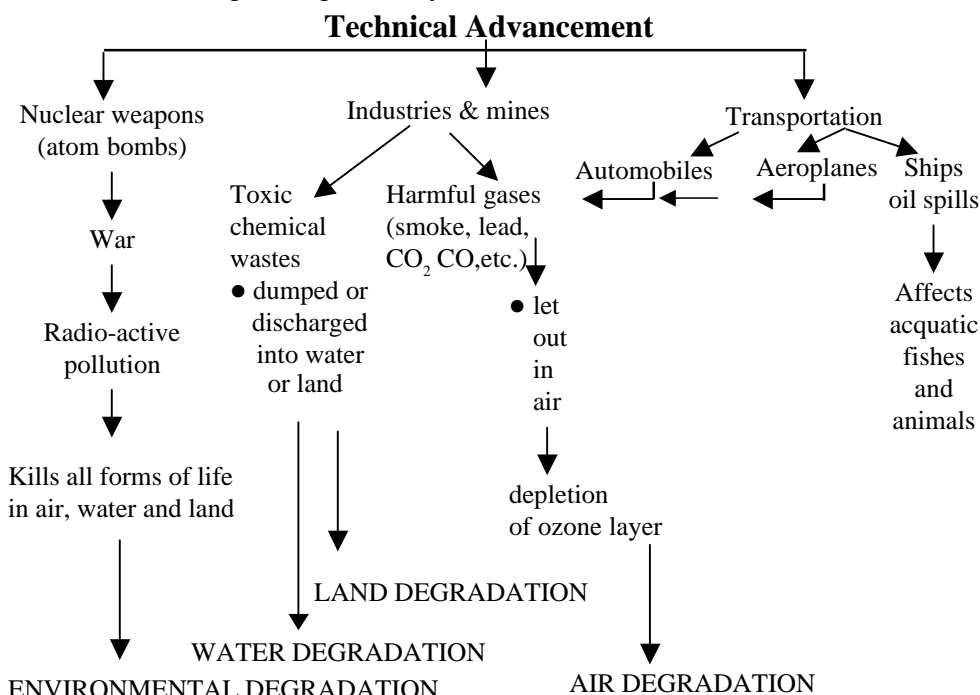 Technical Advancement
Nuclear weapons
(atom bombs)
War
Radio-active
pollution
Kills all forms of life
in air, water and land
ENVIRONMENTAL DEGRADATION
Industries & mines
Toxic
chemical
wastes
● dumped or
discharged
into water
or land
LAND DEGRADATION
WATER DEGRADATION
Harmful gases
(smoke, lead,
CO₂ CO,etc.)
● let
out
in
air
depletion
of ozone layer
AIR DEGRADATION
Transportation
Automobiles
Aeroplanes
Ships
oil spills
Affects
acquatic
fishes
and
animals